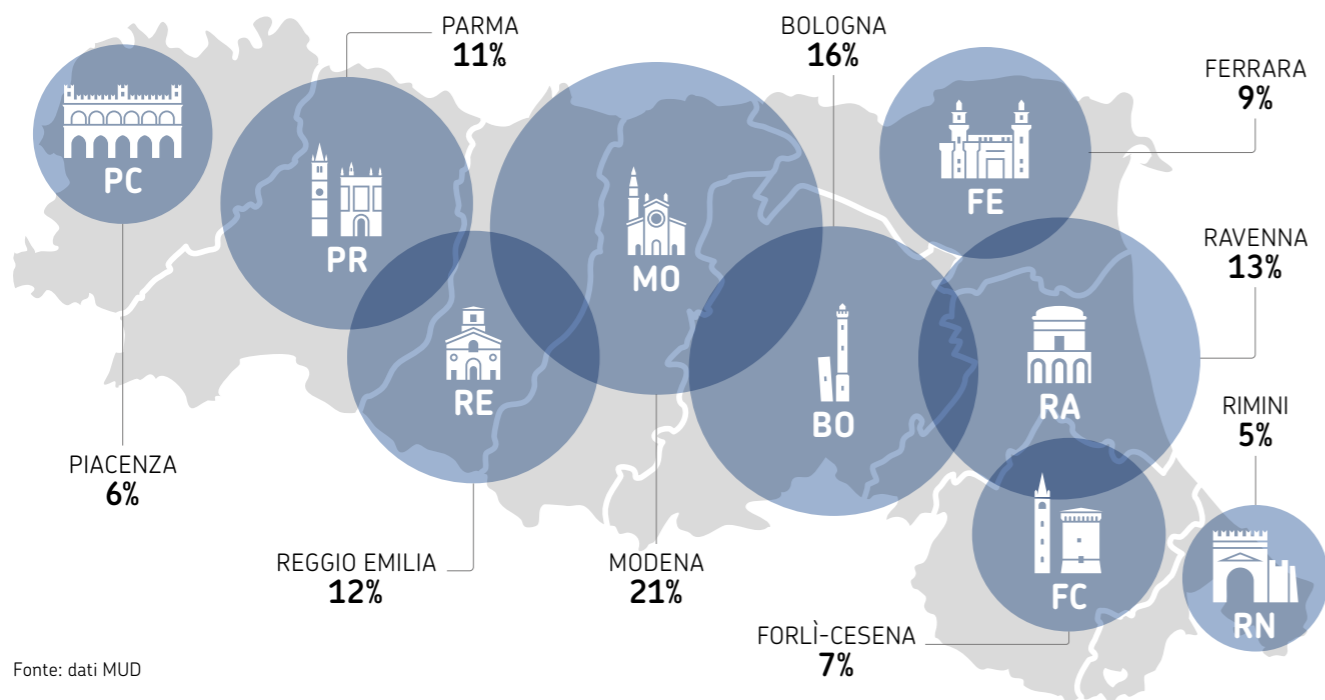 PARMA
11%
BOLOGNA
16%
FERRARA
9%
PC
FE
PR
MO
RAVENNA
13%
RE
BO
RA
RIMINI
5%
PIACENZA
6%
REGGIO EMILIA
12%
MODENA
21%
FC
RN
FORLÌ-CESENA
7%
Fonte: dati MUD